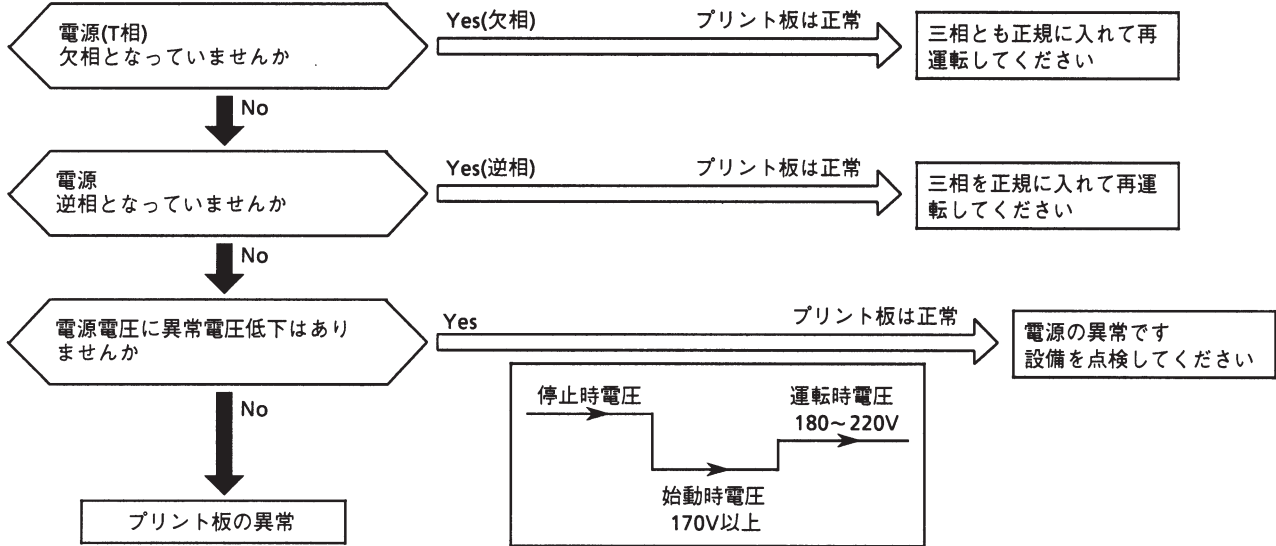 電源(T相)
欠相となっていませんか
Yes(欠相)
プリント板は正常
三相とも正規に入れて再
運転してください
No
電源
逆相となっていませんか
Yes(逆相)
プリント板は正常
三相を正規に入れて再運
転してください
No
電源電圧に異常電圧低下はあり
ませんか
Yes
プリント板は正常
電源の異常です
設備を点検してください
No
停止時電圧
運転時電圧
180~220V
始動時電圧
170V以上
プリント板の異常